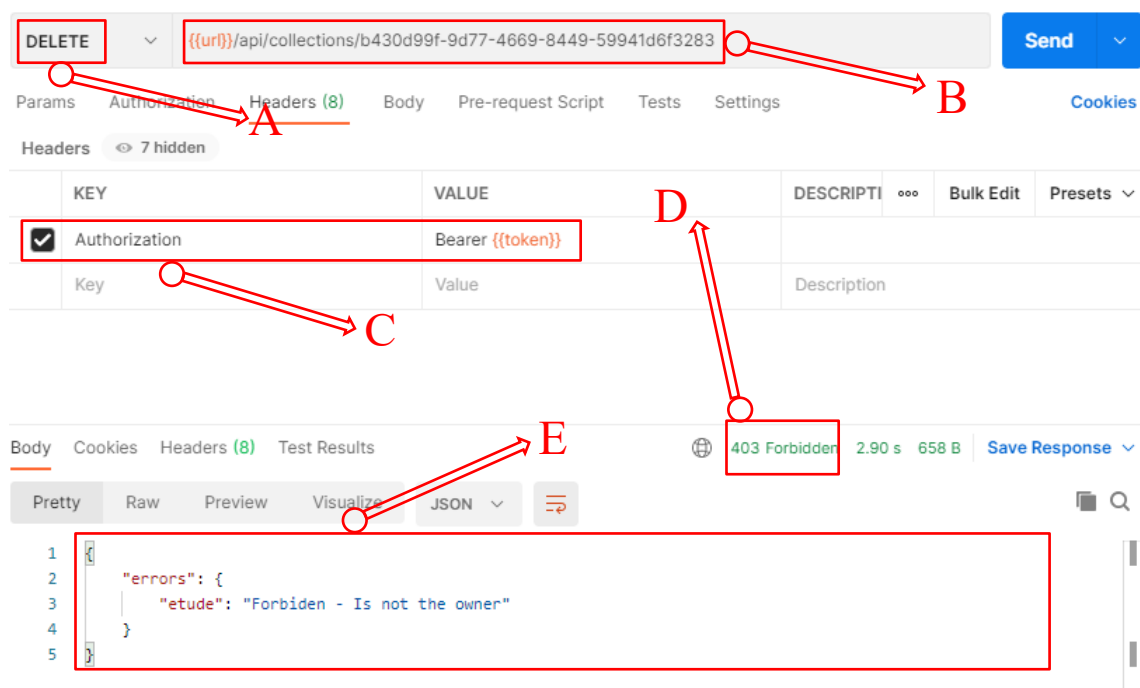 DELETE {{url}}/api/collections/b430d99f-9d77-4669-8449-59941d6f3283 Send
B
Params Authorization Headers (8) Body Pre-request Script Tests Settings Cookies
A
Headers 7 hidden
KEY VALUE DESCRIPTI ooo Bulk Edit Presets
D
Authorization Bearer {{token}}
Key Value Description
C
E
Body Cookies Headers (8) Test Results 403 Forbidden 2.90 s 658 B Save Response
Pretty Raw Preview Visualize JSON
1 {
2 "errors": {
3 "etude": "Forbiden - Is not the owner"
4 }
5 }